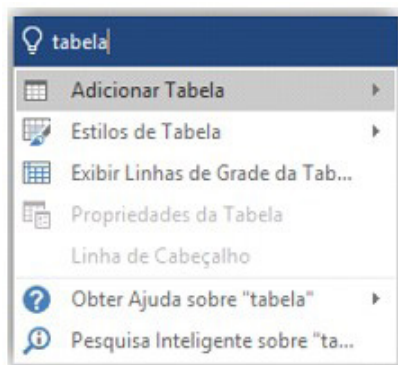 tabela
Adicionar Tabela
Estilos de Tabela
Exibir Linhas de Grade da Tab...
Propriedades da Tabela
Linha de Cabeçalho
Obter Ajuda sobre "tabela"
Pesquisa Inteligente sobre "ta...